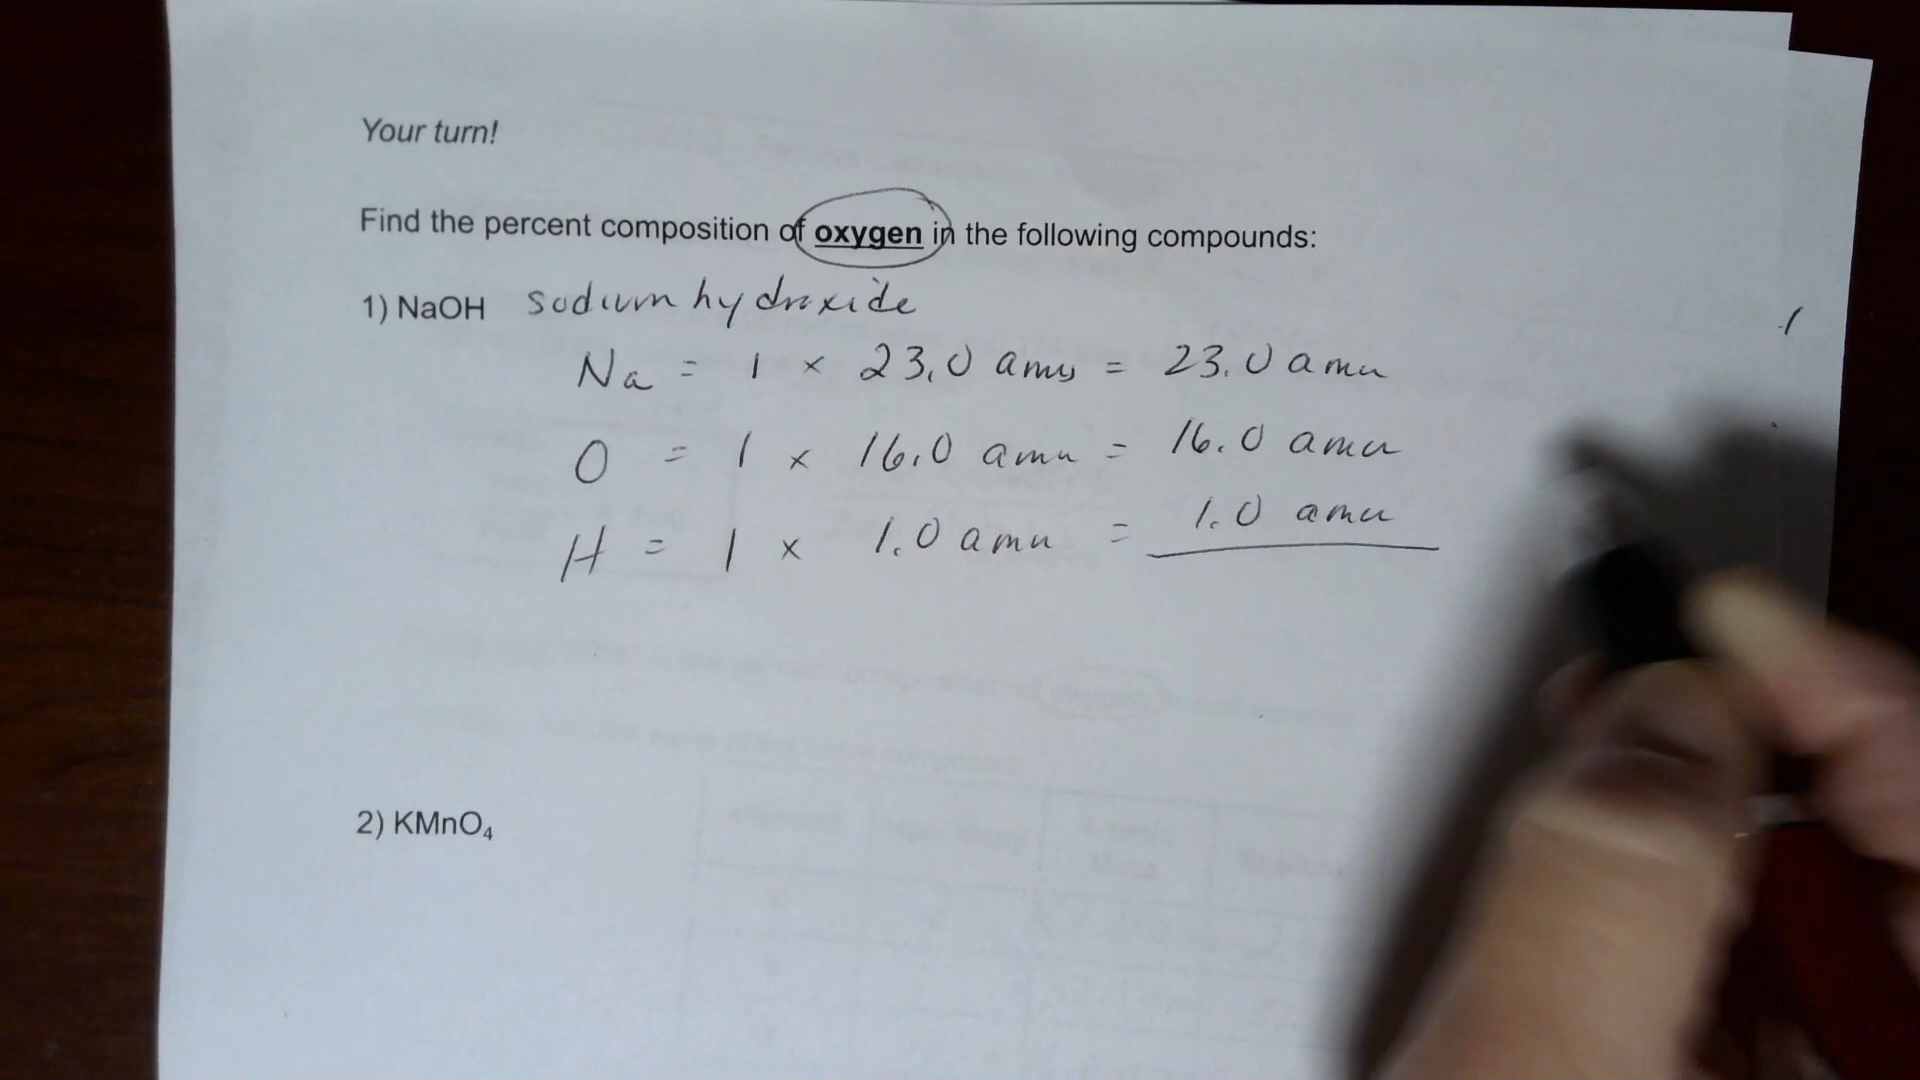 Your turn!
Find the percent composition of oxygen in the following compounds:
1) NaOH sodium hydroxide
Na = 1 x 23.0 amu = 23.0 amu
O = 1 x 16.0 amu = 16.0 amu
H = 1 x 1.0 amu = 1.0 amu
2) KMnO₄